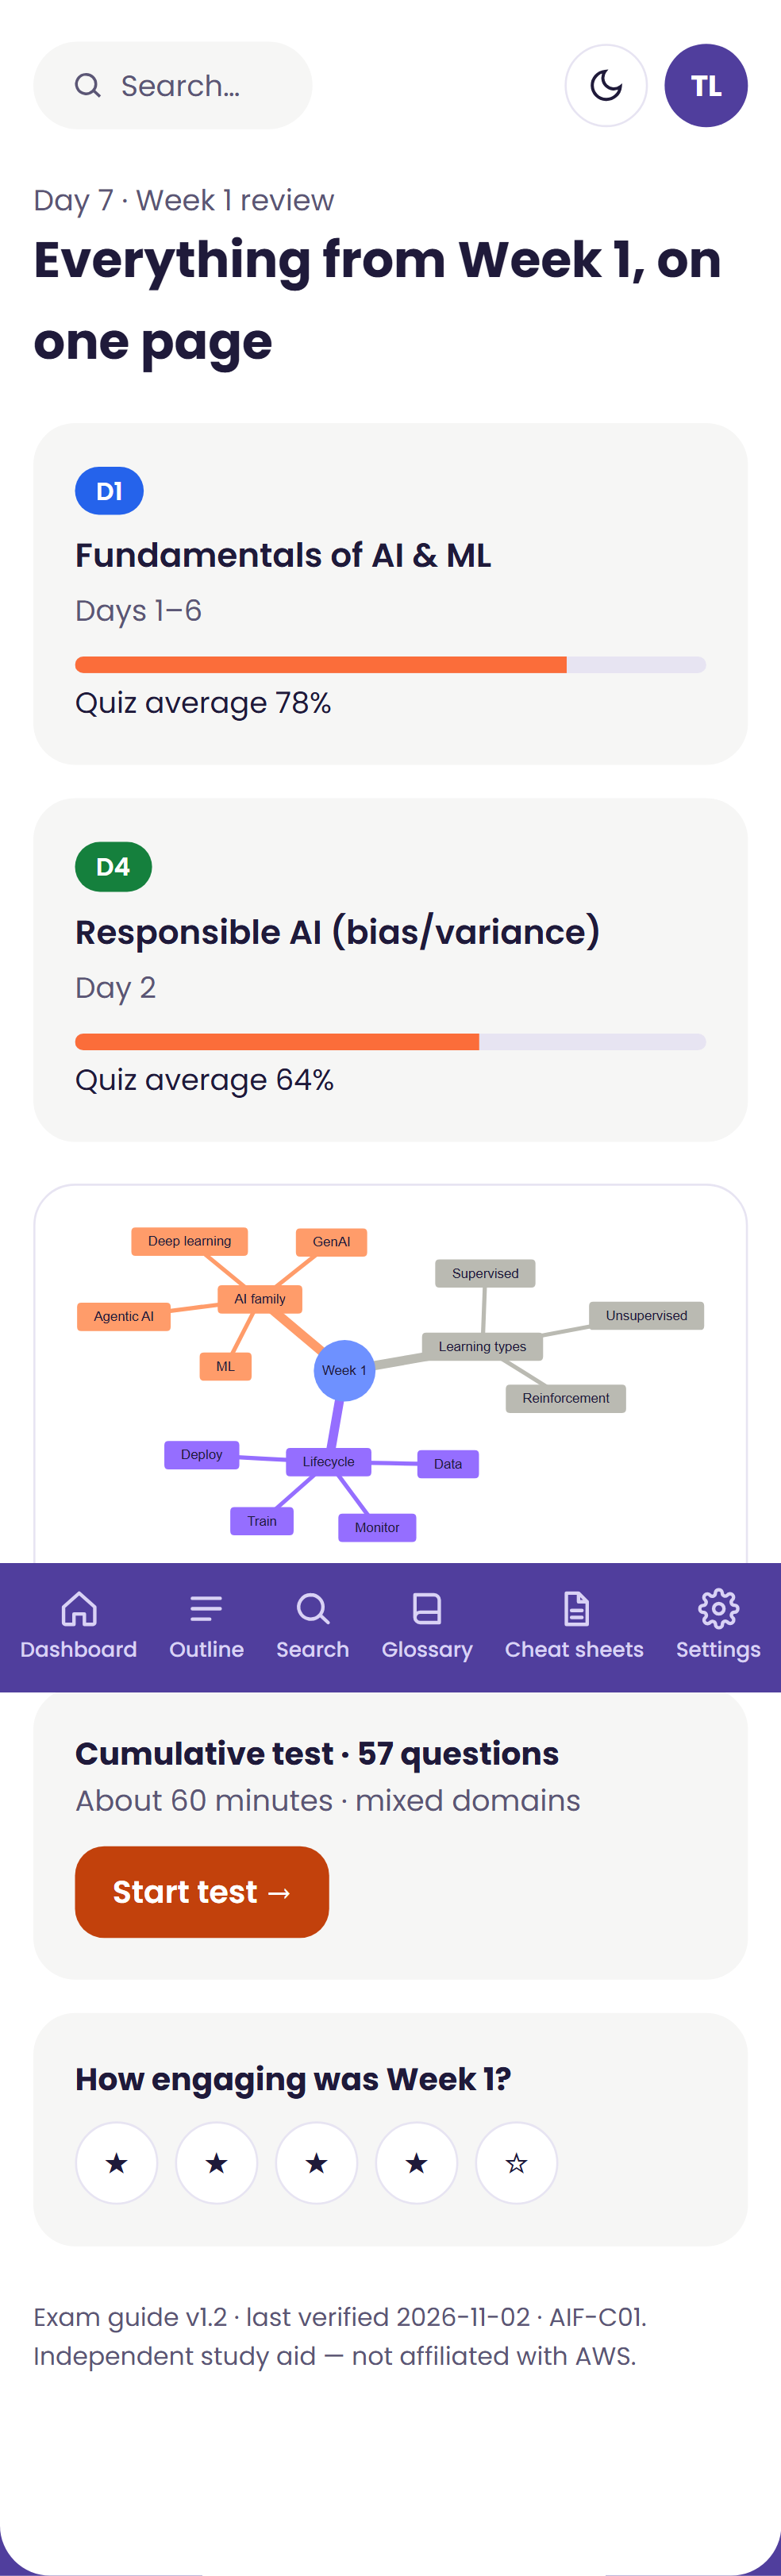 Search...
TL
Day 7 · Week 1 review
Everything from Week 1, on
one page
D1
Fundamentals of AI & ML
Days 1–6
Quiz average 78%
D4
Responsible AI (bias/variance)
Day 2
Quiz average 64%
Deep learning
GenAI
Supervised
AI family
Agentic AI
Unsupervised
Learning types
ML
Week 1
Reinforcement
Deploy
Lifecycle
Data
Train
Monitor
Dashboard
Outline
Search
Glossary
Cheat sheets
Settings
Cumulative test · 57 questions
About 60 minutes · mixed domains
Start test →
How engaging was Week 1?
★ ★ ★ ★ ☆
Exam guide v1.2 · last verified 2026-11-02 · AIF-C01.
Independent study aid — not affiliated with AWS.